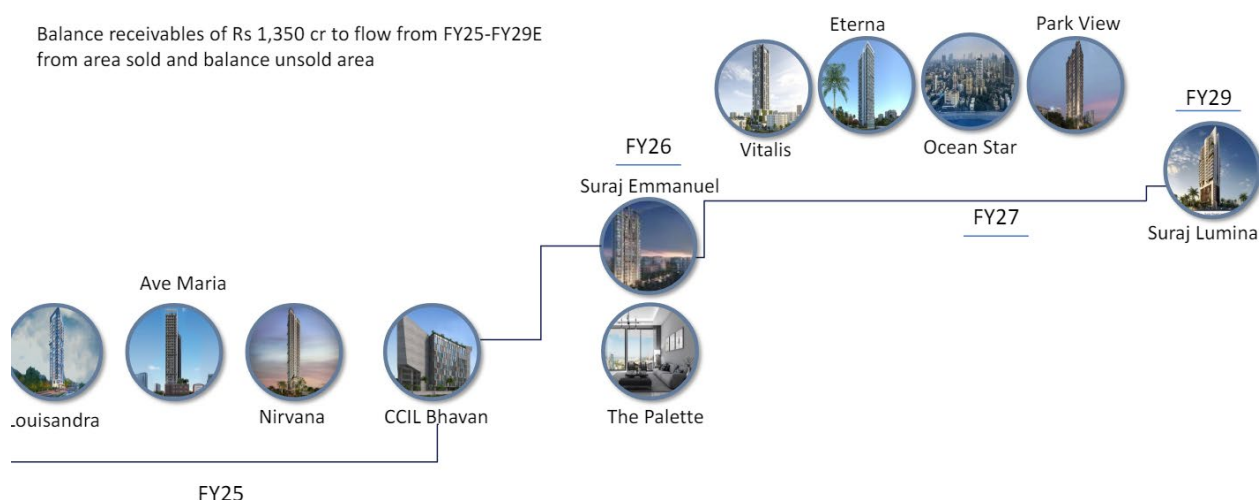 Balance receivables of Rs 1,350 cr to flow from FY25-FY29E
from area sold and balance unsold area
Eterna
Park View
Vitalis
Ocean Star
FY29
Suraj Lumina
FY26
Suraj Emmanuel
FY27
The Palette
Ave Maria
ouisandra
Nirvana
CCIL Bhavan
FY25